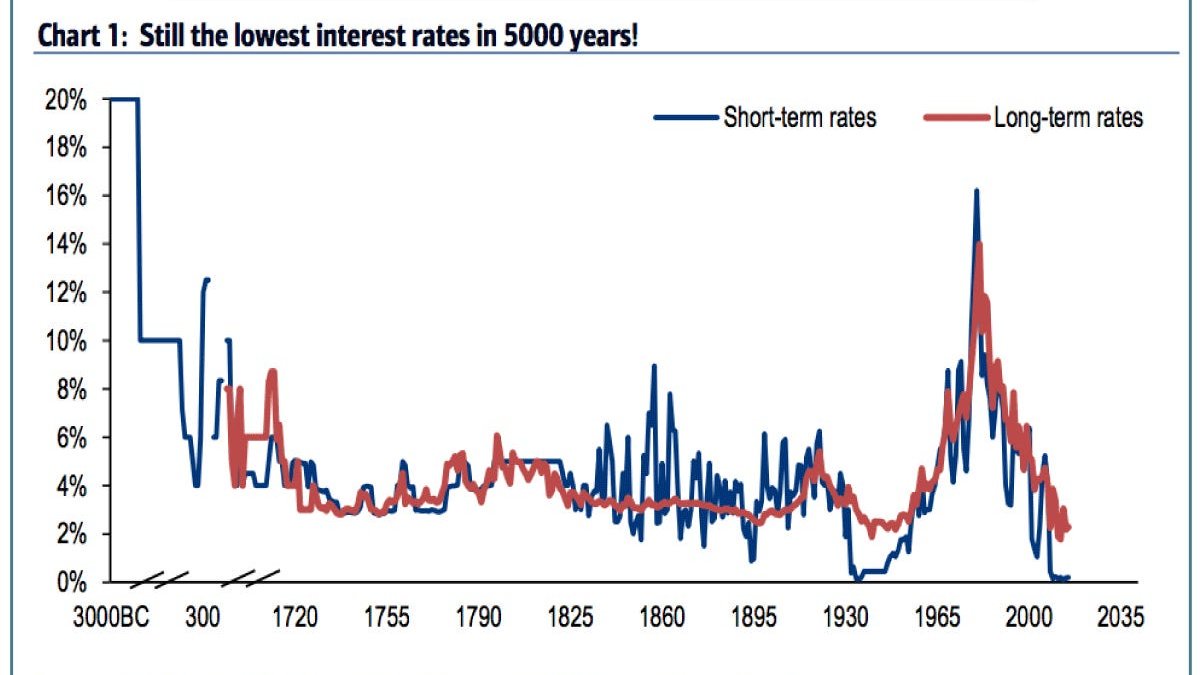 Chart 1: Still the lowest interest rates in 5000 years!
20%
Short-term rates
Long-term rates
18%
16%
14%
12%
10%
8%
6%
4%
2%
0%
3000BC 300 1720 1755 1790 1825 1860 1895 1930 1965 2000 2035